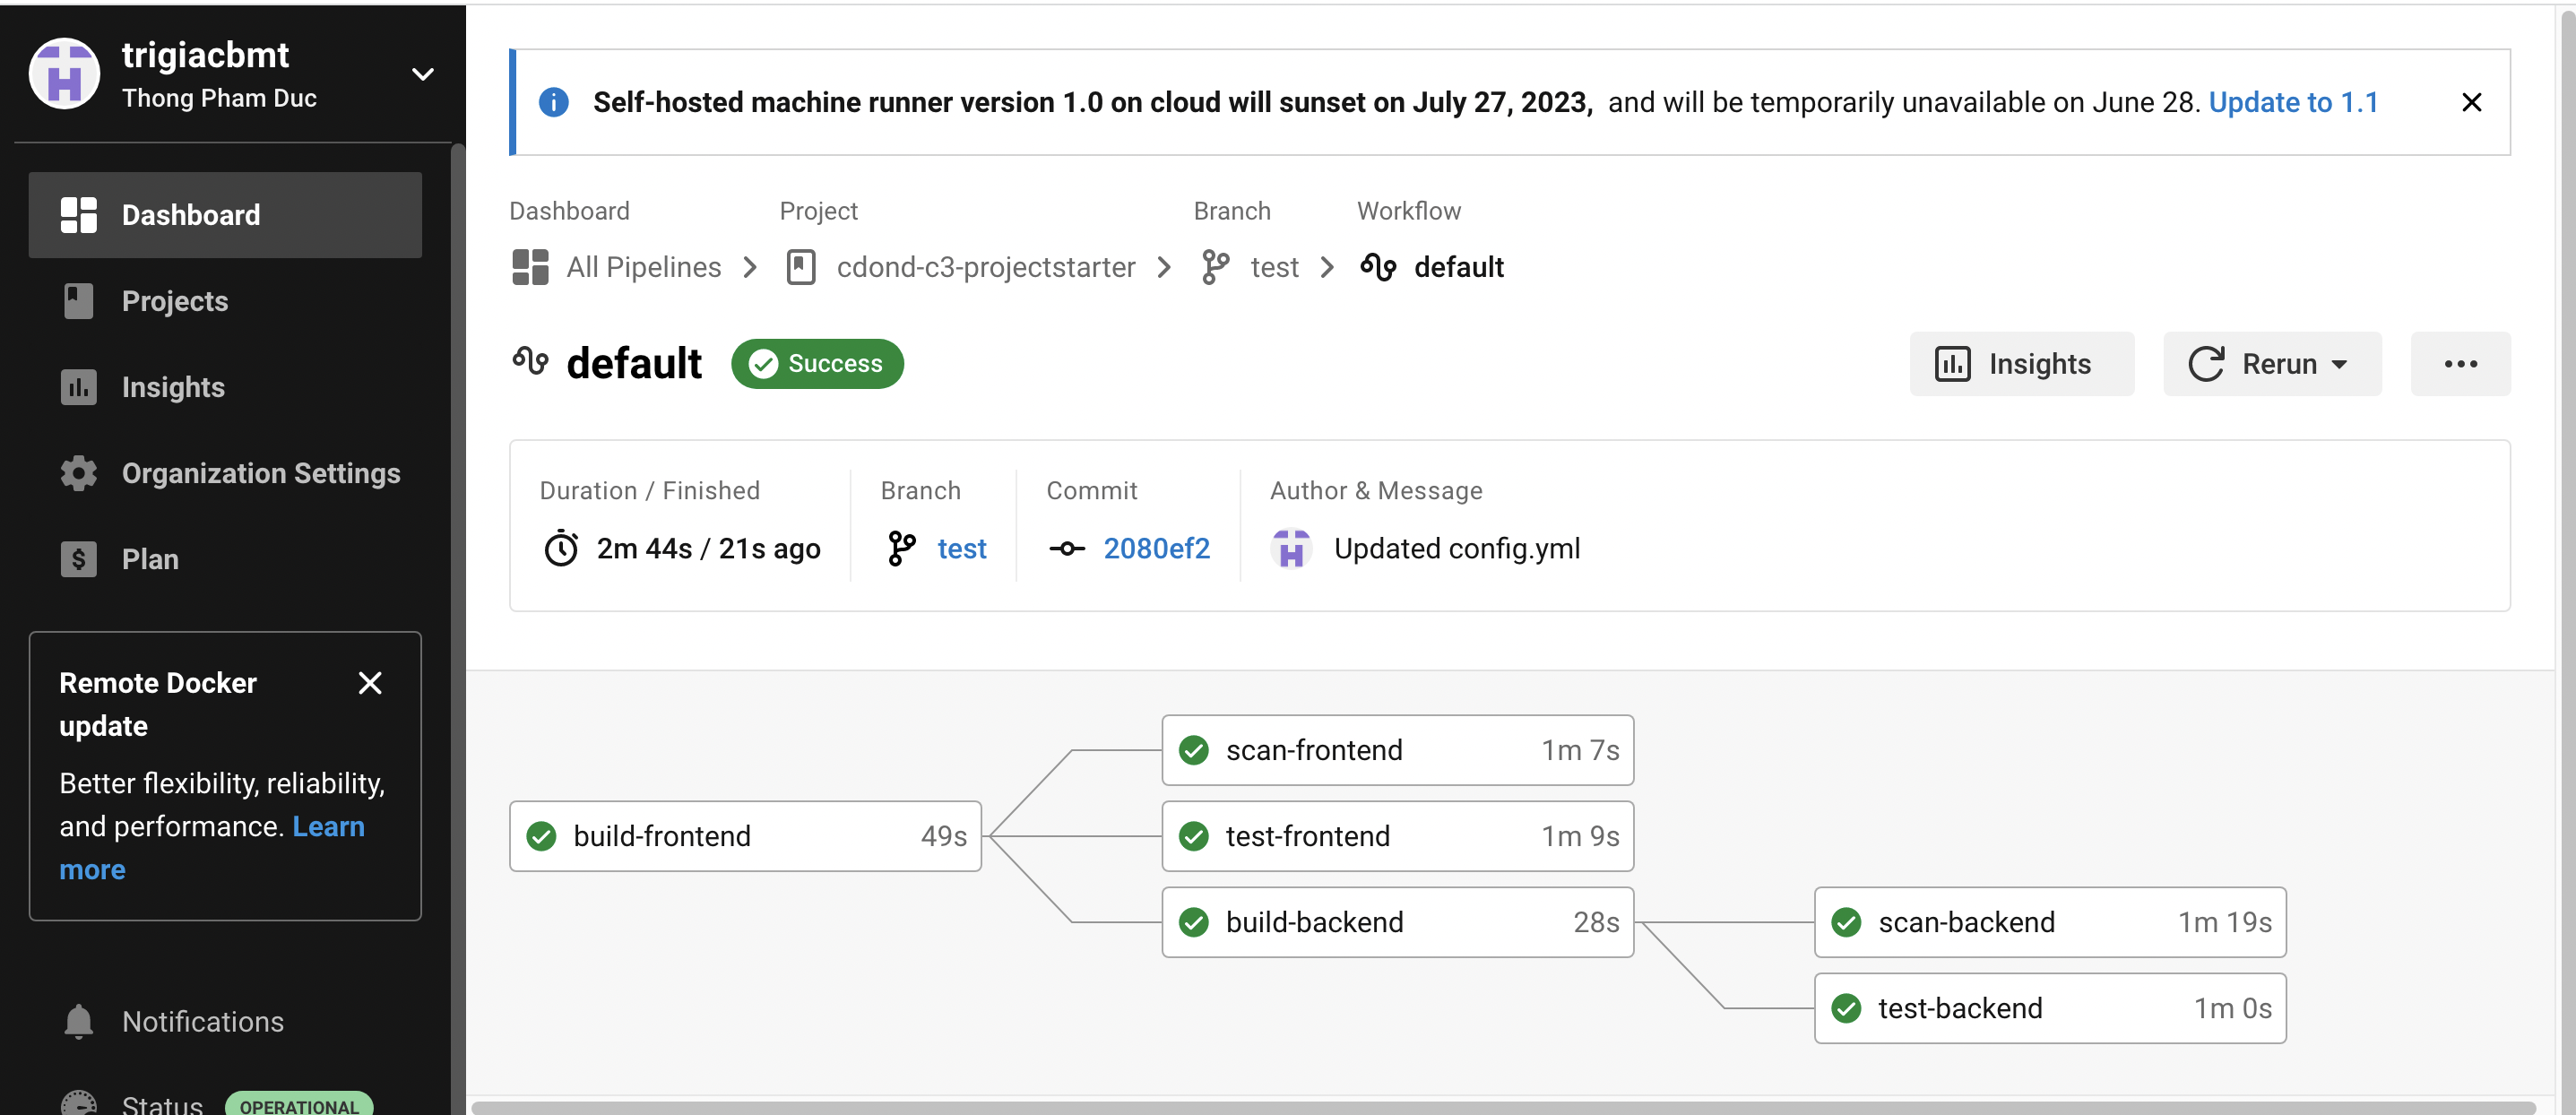 trigiacbmt
Thong Pham Duc
Dashboard
Projects
Insights
Organization Settings
Plan
Remote Docker
update
Better flexibility, reliability,
and performance. Learn
more
Notifications
Status OPERATIONAL
Self-hosted machine runner version 1.0 on cloud will sunset on July 27, 2023, and will be temporarily unavailable on June 28. Update to 1.1
Dashboard Project Branch Workflow
All Pipelines cdond-c3-projectstarter test default
default Success Insights Rerun
Duration / Finished Branch Commit Author & Message
2m 44s / 21s ago test 2080ef2 Updated config.yml
scan-frontend 1m 7s
build-frontend 49s test-frontend 1m 9s
build-backend 28s scan-backend 1m 19s
test-backend 1m 0s